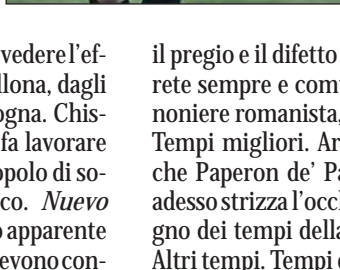 vedere l'ef-
llona, dagli
ogna. Chis-
fa lavorare
opolo di so-
co. Nuevo
o apparente
evono con-
il pregio e il difetto
rete sempre e com
noniere romanista,
Tempi migliori. Ar
che Paperon de' Pa
adesso strizza l'occh
gno dei tempi della
Altri tempi. Tempi